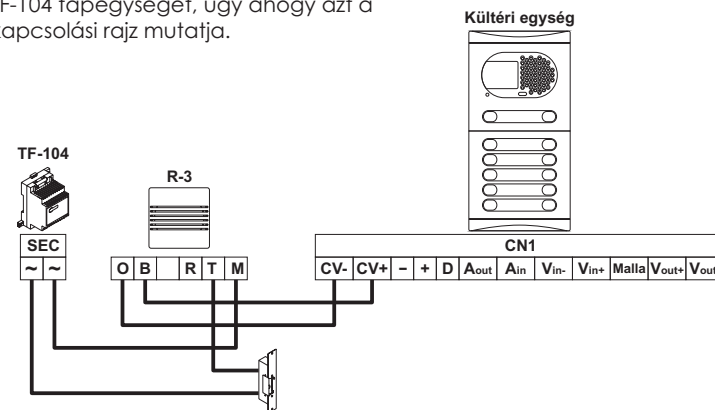 TF-104 tápegységet, úgy ahogy azt a
kapcsolási rajz mutatja.
Kültéri egység
TF-104
R-3
SEC
CN1
~ ~
O B R T M
CV- CV+ – + D Aout Ain Vin- Vin+ Malla Vout+ Vout